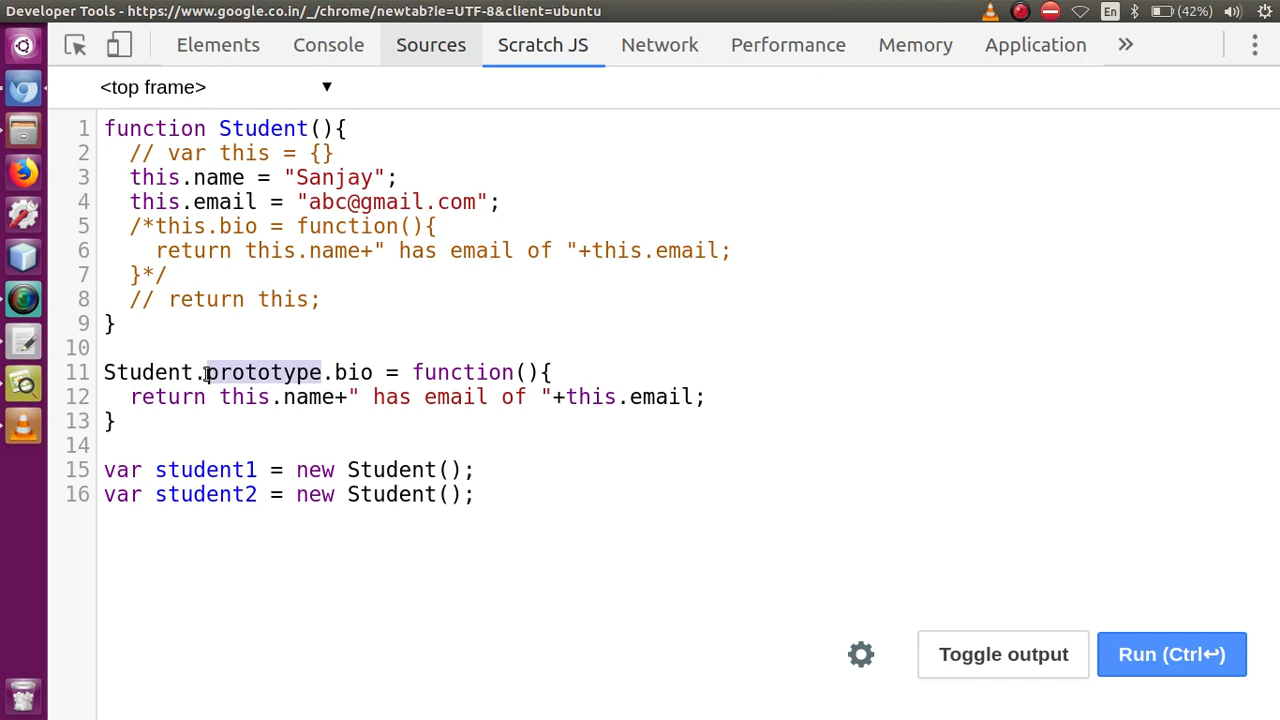 Developer Tools - https://www.google.co.in/_/chrome/newtab?ie=UTF-8&client=ubuntu En (42%)
Elements Console Sources Scratch JS Network Performance Memory Application »
<top frame> ▼
1 function Student(){
2 // var this = {}
3 this.name = "Sanjay";
4 this.email = "abc@gmail.com";
5 /*this.bio = function(){
6 return this.name+" has email of "+this.email;
7 }*/
8 // return this;
9 }
10
11 Student.prototype.bio = function(){
12 return this.name+" has email of "+this.email;
13 }
14
15 var student1 = new Student();
16 var student2 = new Student();
Toggle output Run (Ctrl↩)